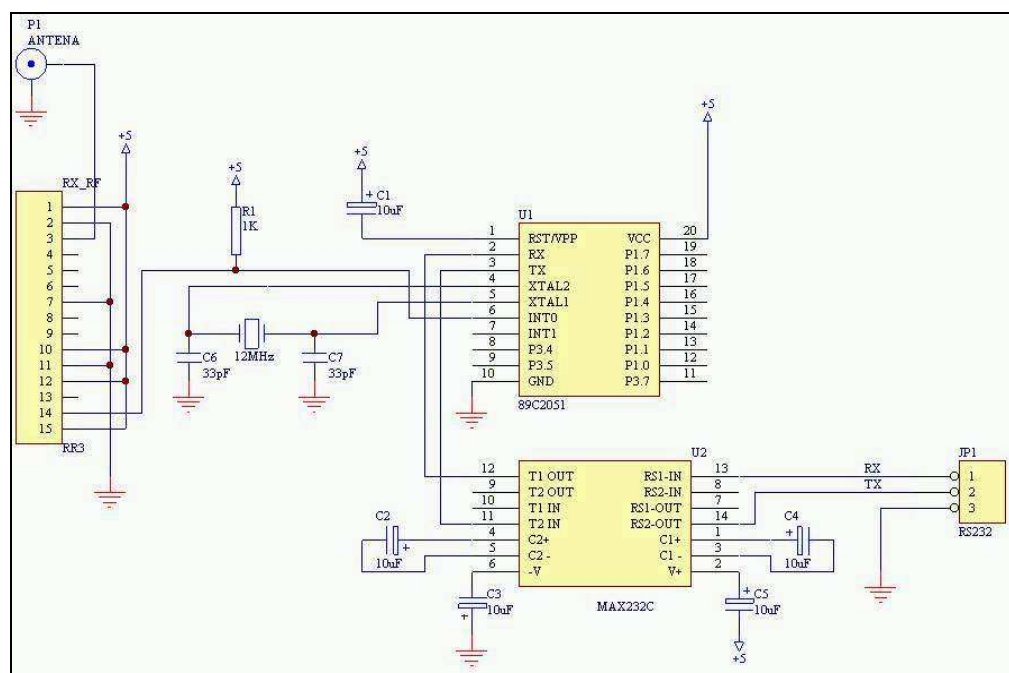 P1
ANTENA
+5
RX_RF
1
2
3
4
5
6
7
8
9
10
11
12
13
14
15
RR3
+5
R1
1K
C6
33pF
12MHz
C7
33pF
+5
C1
10uF
+
U1
1 RST/VPP VCC 20
2 RX P1.7 19
3 TX P1.6 18
4 XTAL2 P1.5 17
5 XTAL1 P1.4 16
6 INT0 P1.3 15
7 INT1 P1.2 14
8 P3.4 P1.1 13
9 P3.5 P1.0 12
10 GND P3.7 11
89C2051
+5
U2
12 T1 OUT RS1-IN 13
9 T2 OUT RS2-IN 8
10 T1 IN RS1-OUT 7
11 T2 IN RS2-OUT 14
4 C2+ C1+ 1
5 C2 - C1 - 3
6 -V V+ 2
MAX232C
C2
+
10uF
C3
10uF
+
C4
+
10uF
C5
10uF
+
+5
RX
TX
JP1
1
2
3
RS232